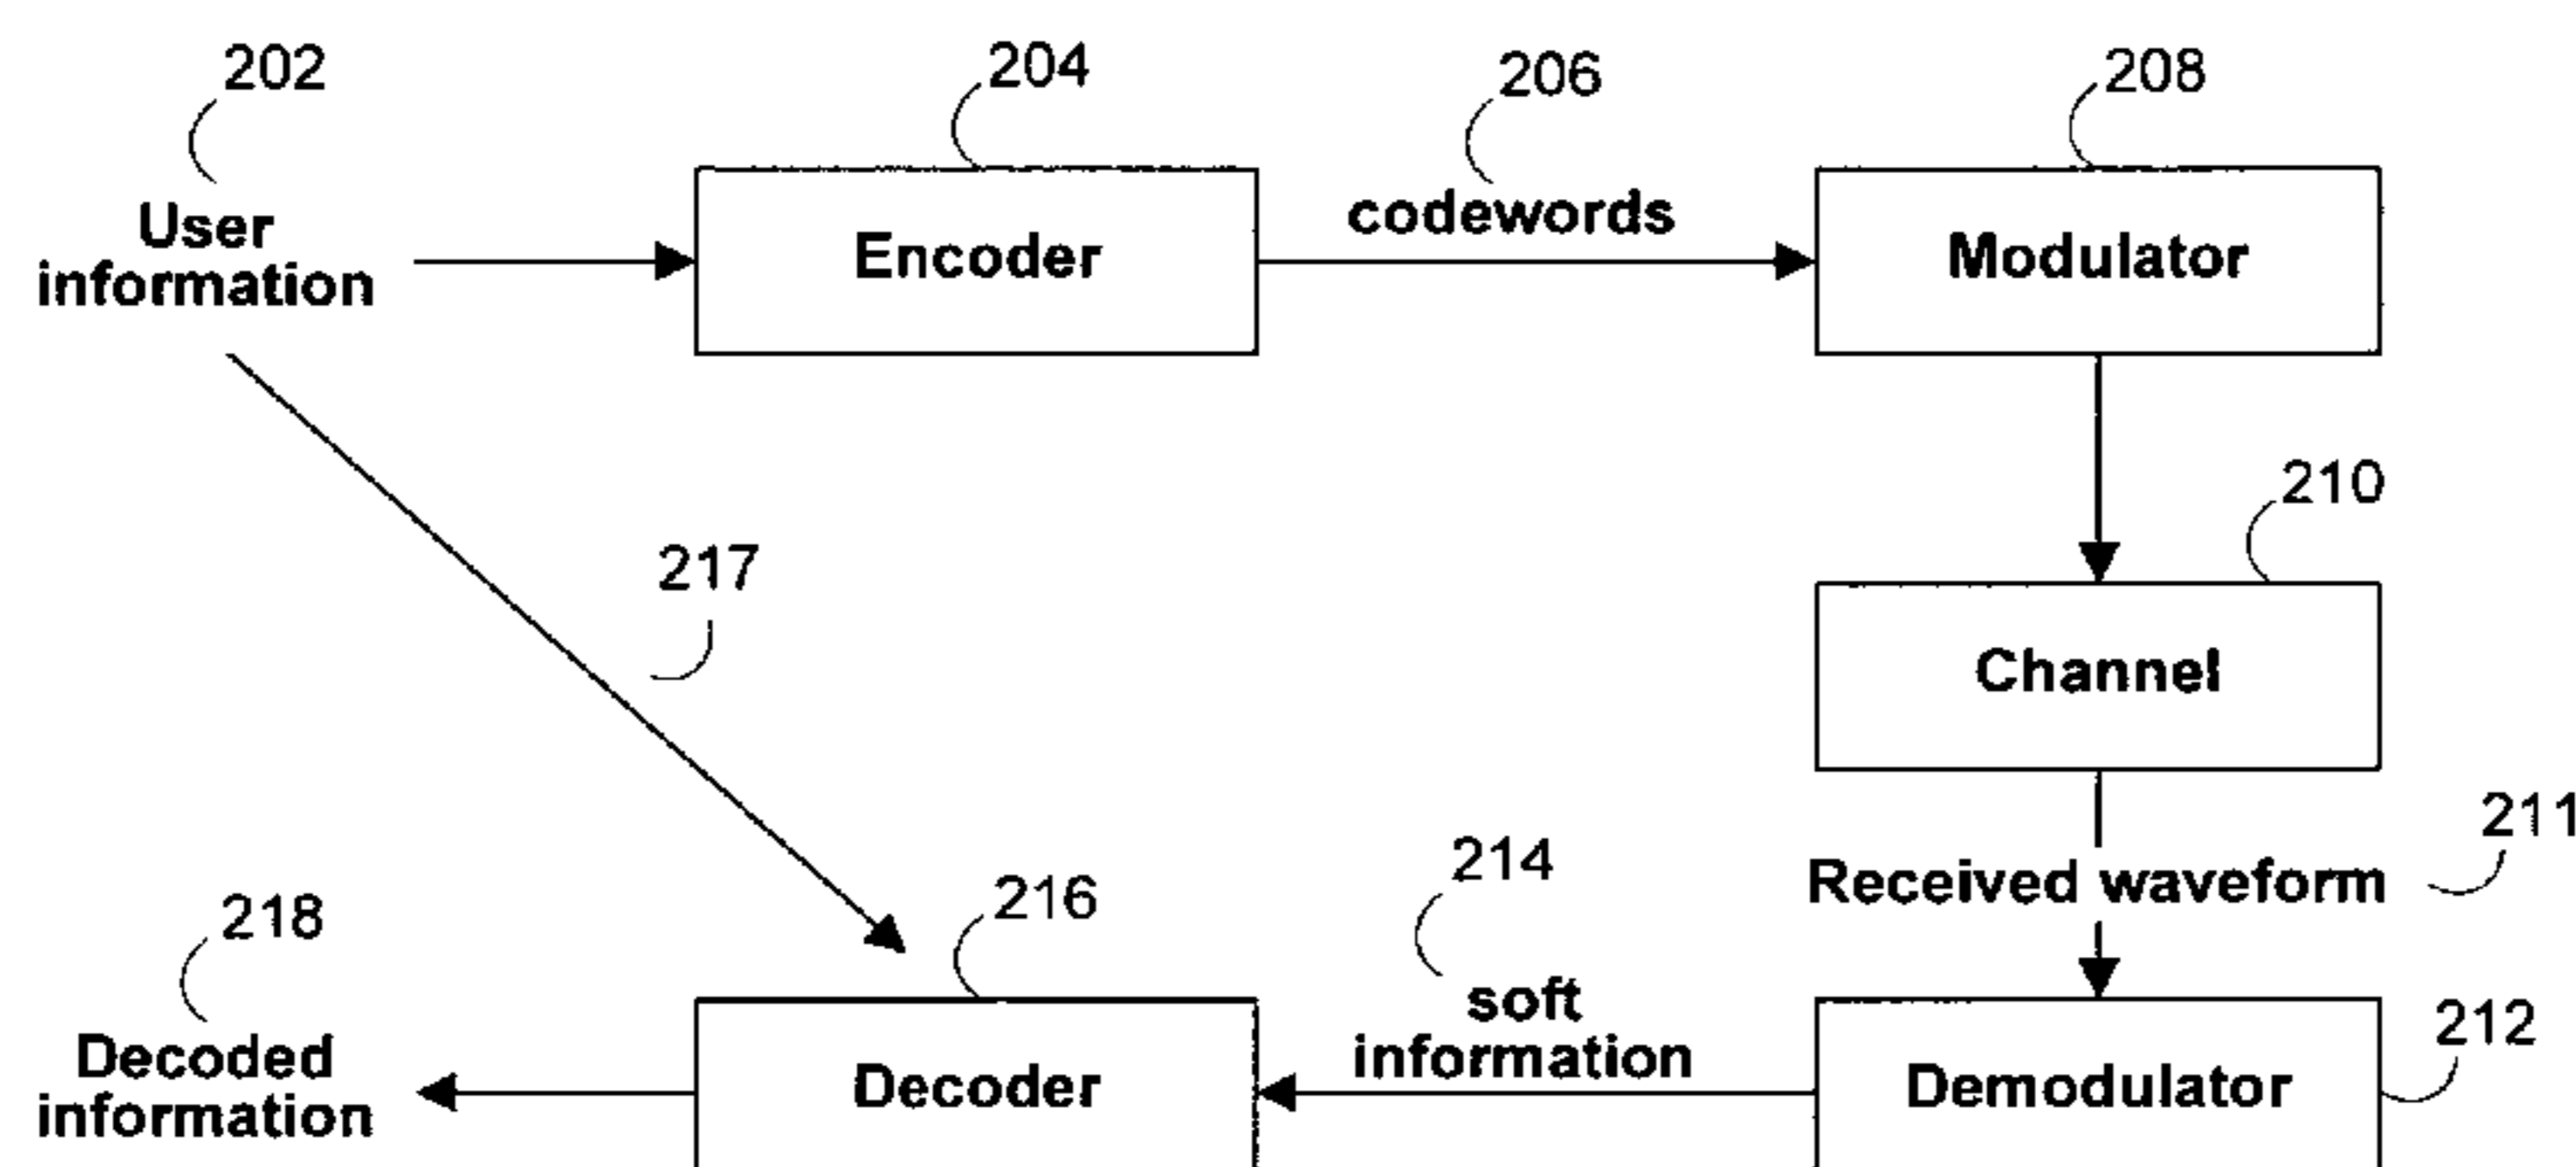 202
204
206
208
User
information
Encoder
codewords
Modulator
210
217
Channel
211
214
Received waveform
216
218
soft
information
212
Decoded
information
Decoder
Demodulator